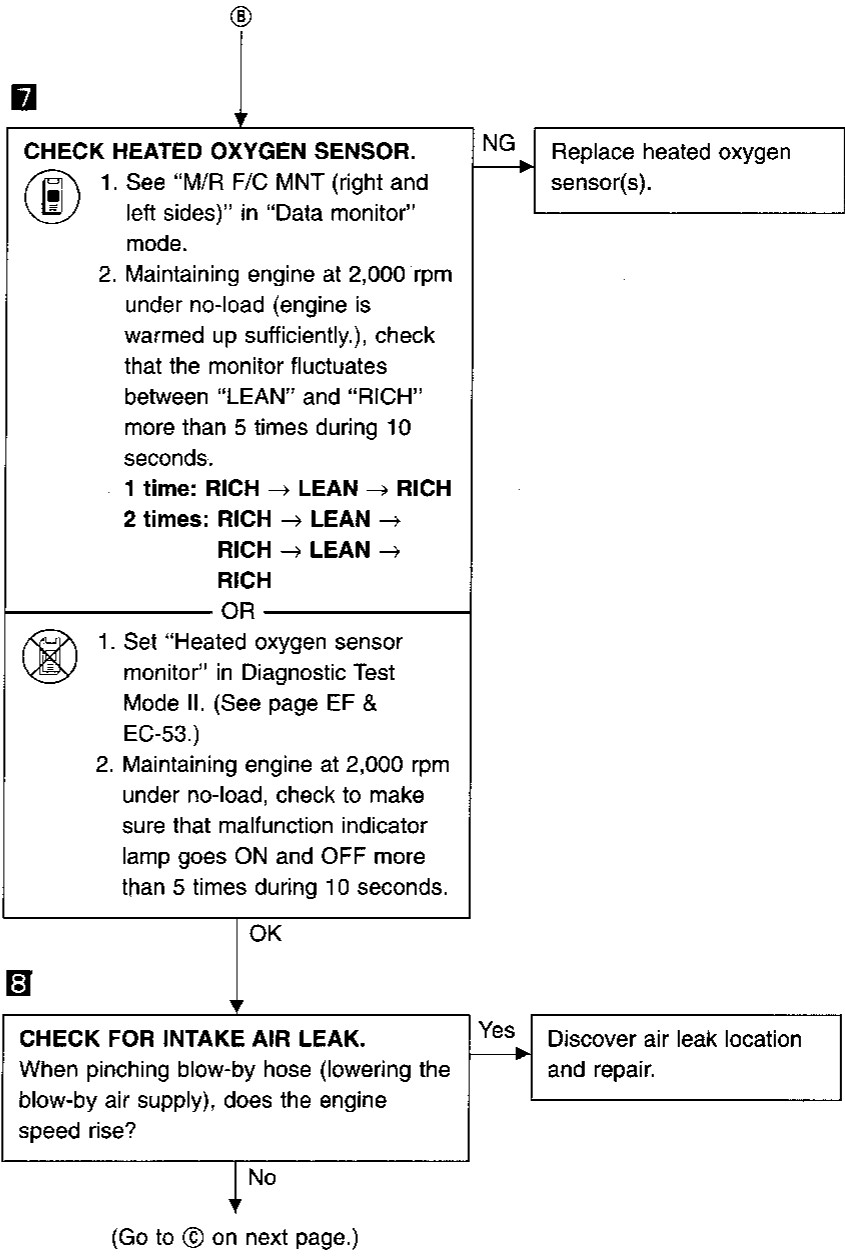 Ⓑ
7
CHECK HEATED OXYGEN SENSOR.
1. See “M/R F/C MNT (right and
left sides)” in “Data monitor”
mode.
2. Maintaining engine at 2,000 rpm
under no-load (engine is
warmed up sufficiently.), check
that the monitor fluctuates
between “LEAN” and “RICH”
more than 5 times during 10
seconds.
1 time: RICH → LEAN → RICH
2 times: RICH → LEAN →
RICH → LEAN →
RICH
NG
Replace heated oxygen
sensor(s).
OR
1. Set “Heated oxygen sensor
monitor” in Diagnostic Test
Mode II. (See page EF &
EC-53.)
2. Maintaining engine at 2,000 rpm
under no-load, check to make
sure that malfunction indicator
lamp goes ON and OFF more
than 5 times during 10 seconds.
OK
8
CHECK FOR INTAKE AIR LEAK.
When pinching blow-by hose (lowering the
blow-by air supply), does the engine
speed rise?
Yes
Discover air leak location
and repair.
No
(Go to Ⓒ on next page.)